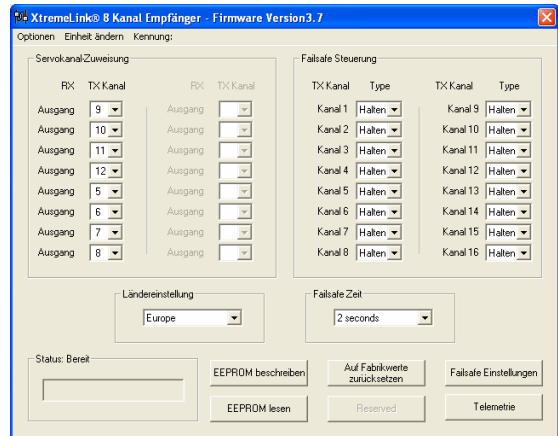 XtremeLink® 8 Kanal Empfänger - Firmware Version3.7
Optionen Einheit ändern Kennung:
Servokanal-Zuweisung
RX TX Kanal RX TX Kanal
Ausgang 9 Ausgang
Ausgang 10 Ausgang
Ausgang 11 Ausgang
Ausgang 12 Ausgang
Ausgang 5 Ausgang
Ausgang 6 Ausgang
Ausgang 7 Ausgang
Ausgang 8 Ausgang
Failsafe Steuerung
TX Kanal Type TX Kanal Type
Kanal 1 Halten Kanal 9 Halten
Kanal 2 Halten Kanal 10 Halten
Kanal 3 Halten Kanal 11 Halten
Kanal 4 Halten Kanal 12 Halten
Kanal 5 Halten Kanal 13 Halten
Kanal 6 Halten Kanal 14 Halten
Kanal 7 Halten Kanal 15 Halten
Kanal 8 Halten Kanal 16 Halten
Ländereinstellung
Europe
Failsafe Zeit
2 seconds
Status: Bereit
EEPROM beschreiben
Auf Fabrikwerte
zurücksetzen
Failsafe Einstellungen
EEPROM lesen
Reserved
Telemetrie